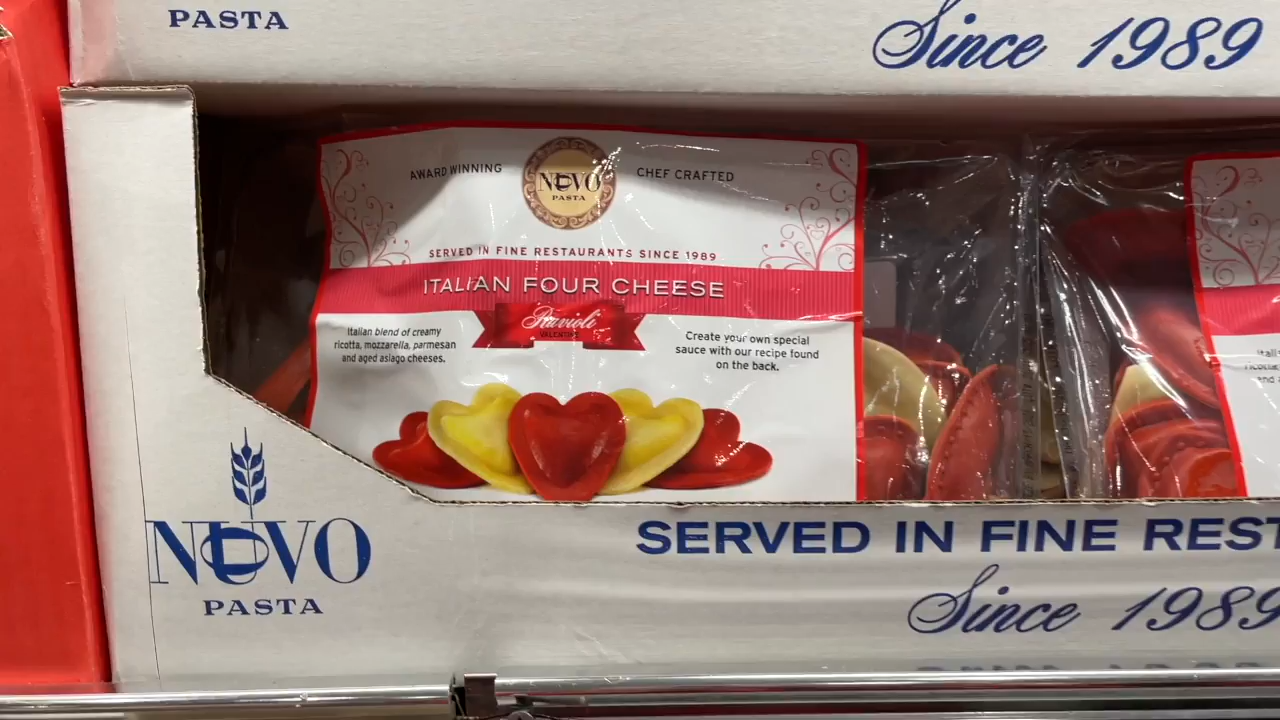 PASTA
Since 1989
AWARD WINNING
NUVO
PASTA
CHEF CRAFTED
SERVED IN FINE RESTAURANTS SINCE 1989
ITALIAN FOUR CHEESE
Ravioli
VALENTINE
Italian blend of creamy
ricotta, mozzarella, parmesan
and aged asiago cheeses.
Create your own special
sauce with our recipe found
on the back.
NUOVO
PASTA
SERVED IN FINE REST
Since 1989